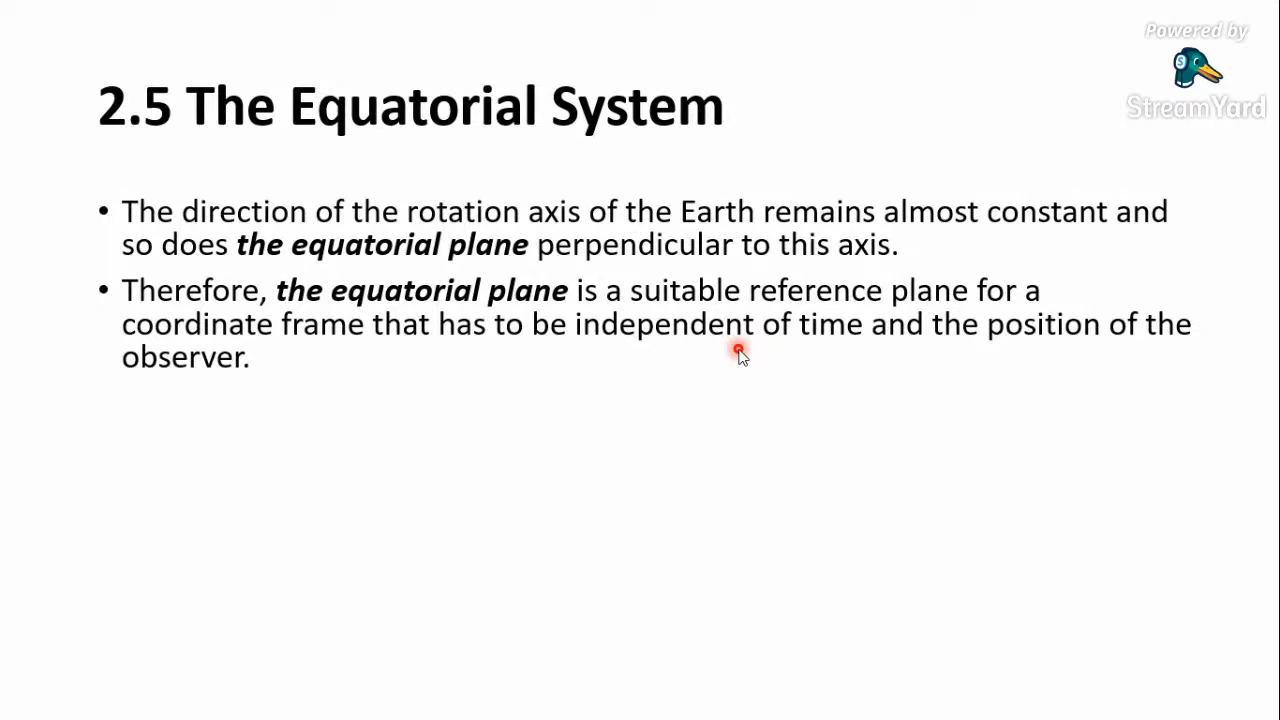 Powered by
S
StreamYard
2.5 The Equatorial System
• The direction of the rotation axis of the Earth remains almost constant and
so does the equatorial plane perpendicular to this axis.
• Therefore, the equatorial plane is a suitable reference plane for a
coordinate frame that has to be independent of time and the position of the
observer.